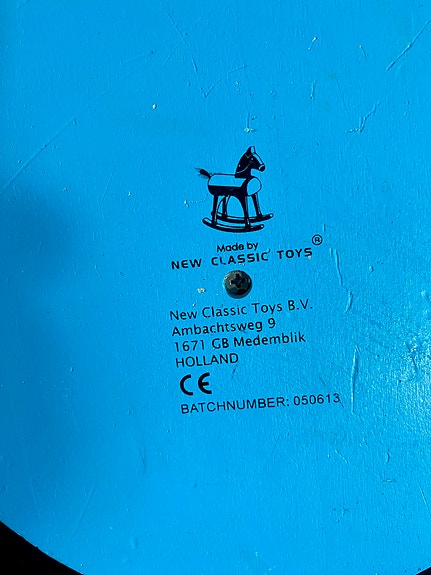 Made by
NEW CLASSIC TOYS®
New Classic Toys B.V.
Ambachtsweg 9
1671 GB Medemblik
HOLLAND
CE
BATCHNUMBER: 050613